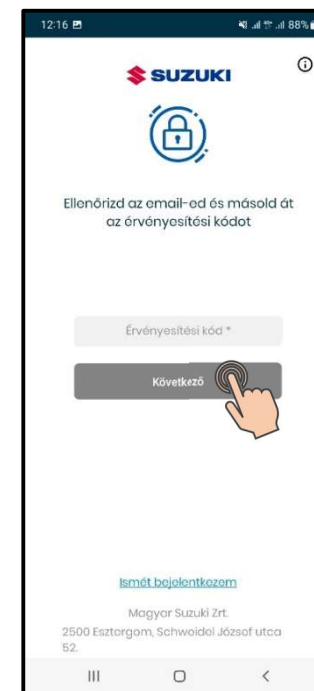 12:16 88%
SUZUKI
Ellenőrizd az email-ed és másold át
az érvényesítési kódot
Érvényesítési kód *
Következő
Ismét bejelentkezem
Magyar Suzuki Zrt.
2500 Esztergom, Schweidel József utca
52.